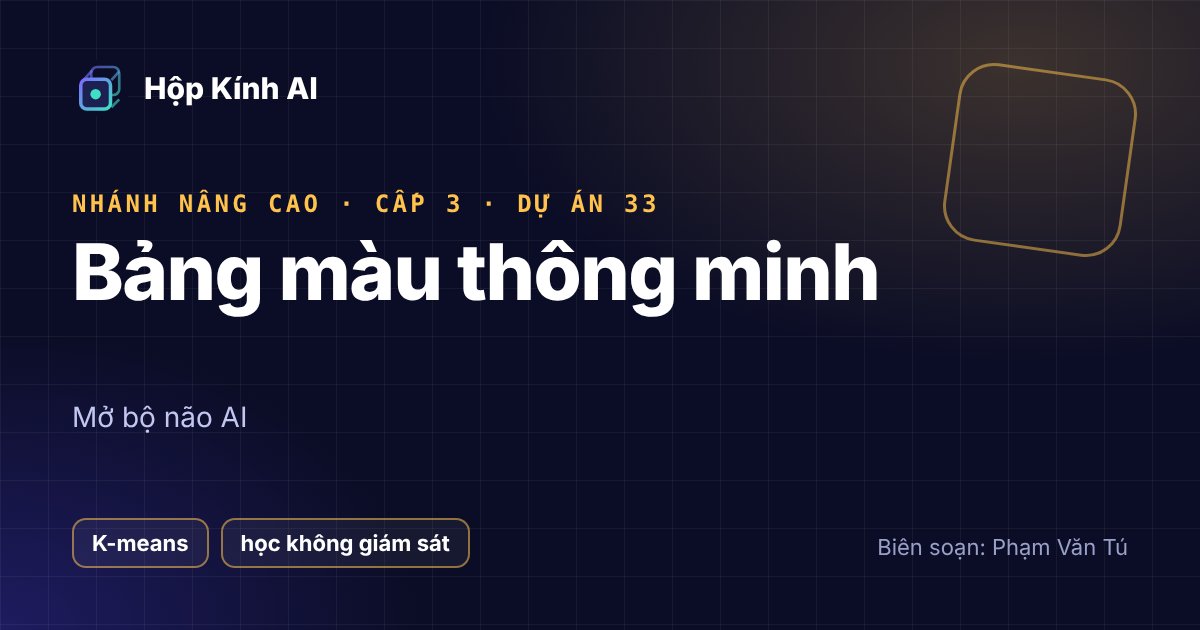 Hộp Kính AI
NHÁNH NÂNG CAO · CẤP 3 · DỰ ÁN 33
Bảng màu thông minh
Mở bộ não AI
K-means
học không giám sát
Biên soạn: Phạm Văn Tú